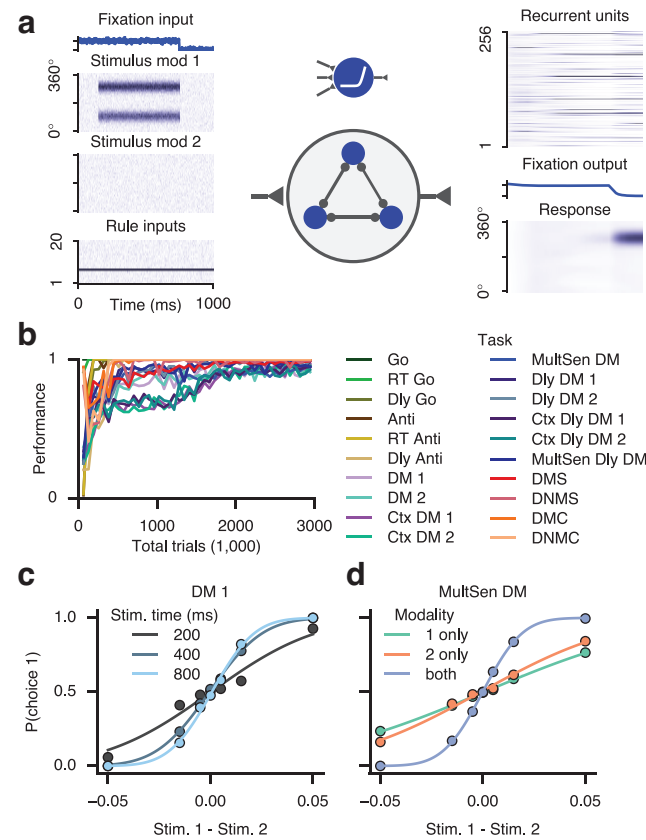 a
Fixation input
Stimulus mod 1
360°
0°
Stimulus mod 2
Rule inputs
20
1
0
1000
Time (ms)
Recurrent units
256
1
Fixation output
Response
360°
0°
b
Performance
1
0
0
1000
2000
3000
Total trials (1,000)
Task
Go
RT Go
Dly Go
Anti
RT Anti
Dly Anti
DM 1
DM 2
Ctx DM 1
Ctx DM 2
MultSen DM
Dly DM 1
Dly DM 2
Ctx Dly DM 1
Ctx Dly DM 2
MultSen Dly DM
DMS
DNMS
DMC
DNMC
c
DM 1
Stim. time (ms)
200
400
800
P(choice 1)
1.0
0.5
0.0
−0.05
0.00
0.05
Stim. 1 - Stim. 2
d
MultSen DM
Modality
1 only
2 only
both
−0.05
0.00
0.05
Stim. 1 - Stim. 2